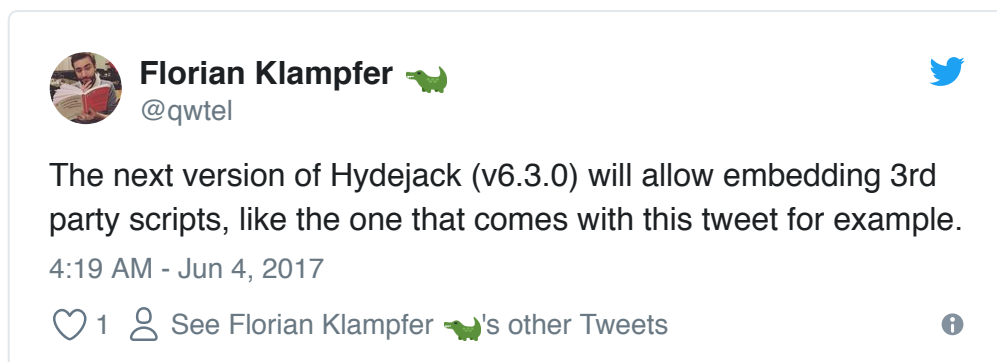 Florian Klampfer 🐊
@qwtel
The next version of Hydejack (v6.3.0) will allow embedding 3rd
party scripts, like the one that comes with this tweet for example.
4:19 AM - Jun 4, 2017
1 See Florian Klampfer 🐊's other Tweets